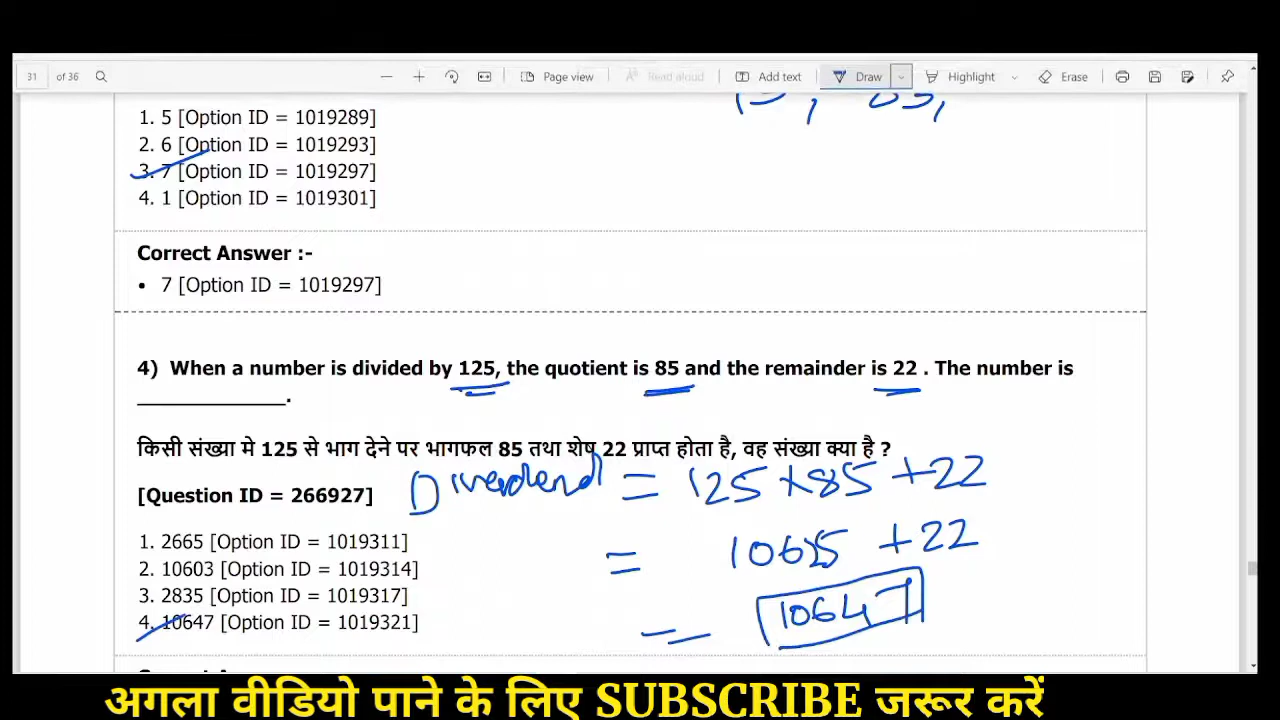 31 of 36 Page view Read aloud Add text Draw Highlight Erase
15, 85,
1. 5 [Option ID = 1019289]
2. 6 [Option ID = 1019293]
3. 7 [Option ID = 1019297]
4. 1 [Option ID = 1019301]
Correct Answer :-
• 7 [Option ID = 1019297]
4) When a number is divided by 125, the quotient is 85 and the remainder is 22 . The number is
_____________.
किसी संख्या मे 125 से भाग देने पर भागफल 85 तथा शेष 22 प्राप्त होता है, वह संख्या क्या है ?
Dividend = 125 × 85 + 22
[Question ID = 266927]
= 10625 + 22
1. 2665 [Option ID = 1019311]
2. 10603 [Option ID = 1019314]
3. 2835 [Option ID = 1019317]
= 10647
4. 10647 [Option ID = 1019321]
अगला वीडियो पाने के लिए SUBSCRIBE जरूर करें